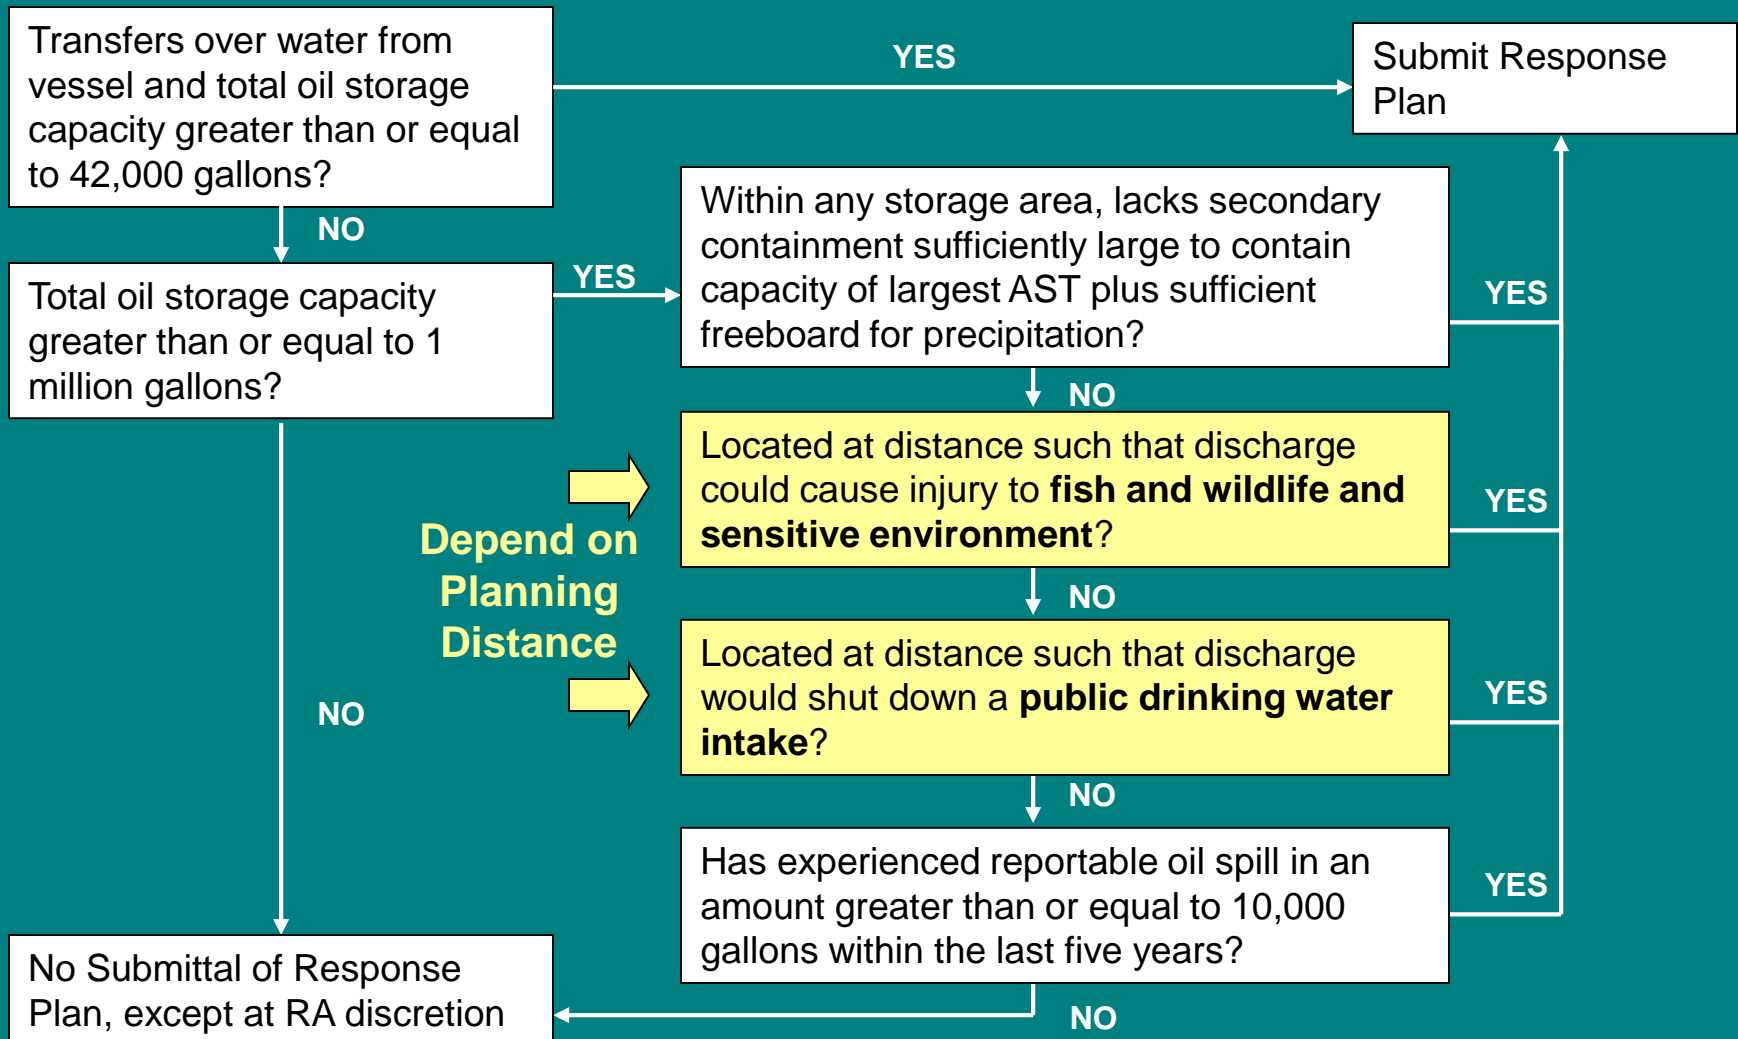 Transfers over water from
vessel and total oil storage
capacity greater than or equal
to 42,000 gallons?
YES
Submit Response
Plan
NO
Total oil storage capacity
greater than or equal to 1
million gallons?
YES
Within any storage area, lacks secondary
containment sufficiently large to contain
capacity of largest AST plus sufficient
freeboard for precipitation?
YES
NO
Located at distance such that discharge
could cause injury to fish and wildlife and
sensitive environment?
YES
Depend on
Planning
Distance
NO
Located at distance such that discharge
would shut down a public drinking water
intake?
YES
NO
NO
Has experienced reportable oil spill in an
amount greater than or equal to 10,000
gallons within the last five years?
YES
NO
No Submittal of Response
Plan, except at RA discretion